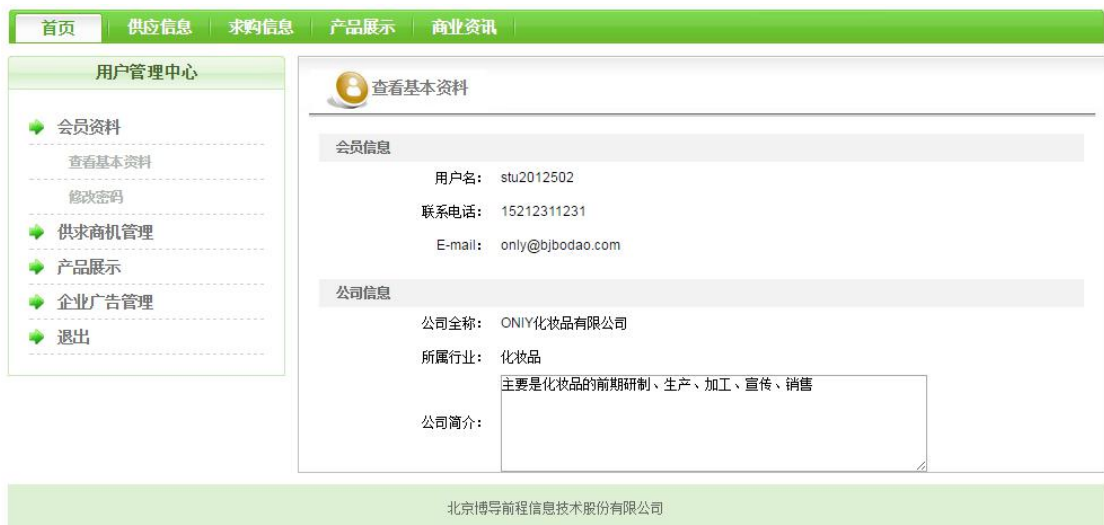 首页 供应信息 求购信息 产品展示 商业资讯
用户管理中心
会员资料
查看基本资料
修改密码
供求商机管理
产品展示
企业广告管理
退出
查看基本资料
会员信息
用户名： stu2012502
联系电话： 15212311231
E-mail： only@bjbodao.com
公司信息
公司全称： ONlY化妆品有限公司
所属行业： 化妆品
公司简介： 主要是化妆品的前期研制、生产、加工、宣传、销售
北京博导前程信息技术股份有限公司